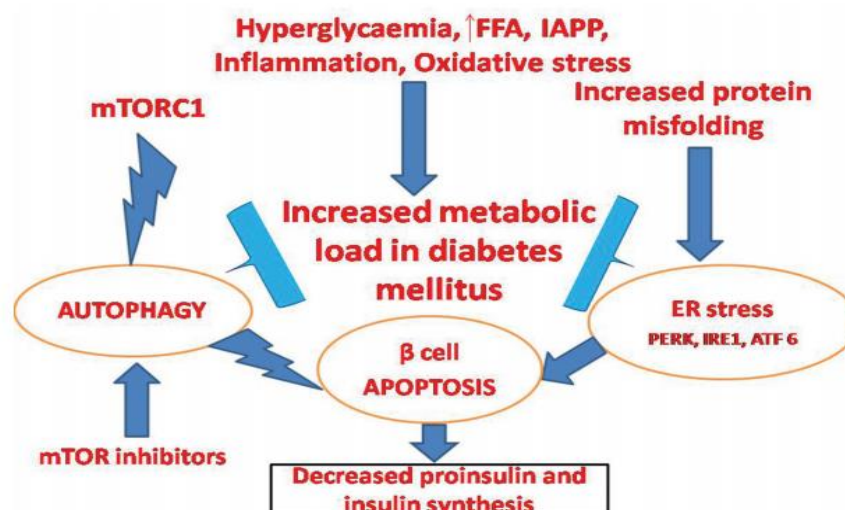 Hyperglycaemia, ↑FFA, IAPP,
Inflammation, Oxidative stress
mTORC1
Increased protein
misfolding
Increased metabolic
load in diabetes
mellitus
AUTOPHAGY
ER stress
PERK, IRE1, ATF 6
β cell
APOPTOSIS
mTOR inhibitors
Decreased proinsulin and
insulin synthesis